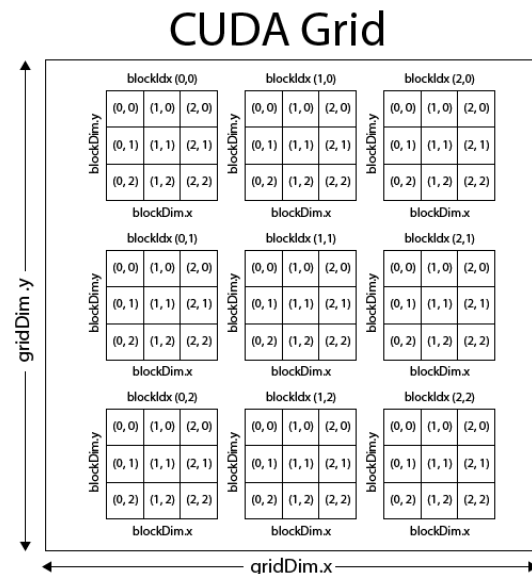 CUDA Grid
blockIdx (0,0) blockIdx (1,0) blockIdx (2,0)
(0, 0) (1, 0) (2, 0) (0, 0) (1, 0) (2, 0) (0, 0) (1, 0) (2, 0)
blockDim.y (0, 1) (1, 1) (2, 1) blockDim.y (0, 1) (1, 1) (2, 1) blockDim.y (0, 1) (1, 1) (2, 1)
(0, 2) (1, 2) (2, 2) (0, 2) (1, 2) (2, 2) (0, 2) (1, 2) (2, 2)
blockDim.x blockDim.x blockDim.x
blockIdx (0,1) blockIdx (1,1) blockIdx (2,1)
(0, 0) (1, 0) (2, 0) (0, 0) (1, 0) (2, 0) (0, 0) (1, 0) (2, 0)
gridDim .y blockDim.y (0, 1) (1, 1) (2, 1) blockDim.y (0, 1) (1, 1) (2, 1) blockDim.y (0, 1) (1, 1) (2, 1)
(0, 2) (1, 2) (2, 2) (0, 2) (1, 2) (2, 2) (0, 2) (1, 2) (2, 2)
blockDim.x blockDim.x blockDim.x
blockIdx (0,2) blockIdx (1,2) blockIdx (2,2)
(0, 0) (1, 0) (2, 0) (0, 0) (1, 0) (2, 0) (0, 0) (1, 0) (2, 0)
blockDim.y (0, 1) (1, 1) (2, 1) blockDim.y (0, 1) (1, 1) (2, 1) blockDim.y (0, 1) (1, 1) (2, 1)
(0, 2) (1, 2) (2, 2) (0, 2) (1, 2) (2, 2) (0, 2) (1, 2) (2, 2)
blockDim.x blockDim.x blockDim.x
gridDim.x